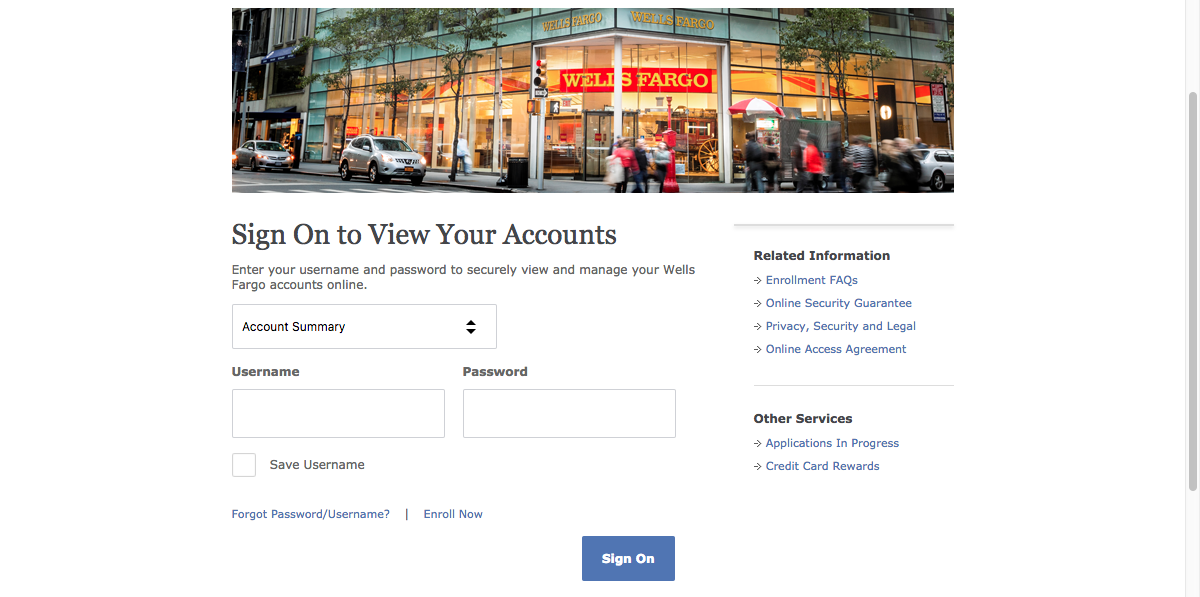 WELLS FARGO WELLS FARGO
WELLS FARGO
Sign On to View Your Accounts
Enter your username and password to securely view and manage your Wells
Fargo accounts online.
Account Summary
Username Password
Save Username
Forgot Password/Username? | Enroll Now
Sign On
Related Information
Enrollment FAQs
Online Security Guarantee
Privacy, Security and Legal
Online Access Agreement
Other Services
Applications In Progress
Credit Card Rewards